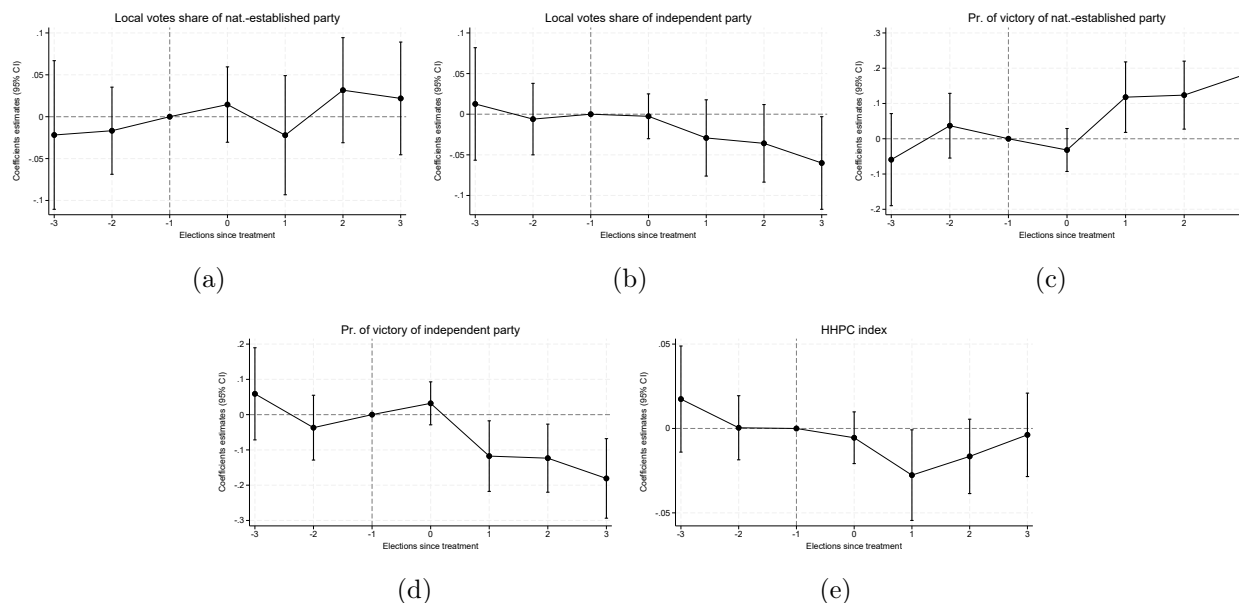 Local votes share of nat.-established party
Coefficients estimates (95% CI)
.1
.05
0
-.05
-.1
-3 -2 -1 0 1 2 3
Elections since treatment
(a)
Local votes share of independent party
Coefficients estimates (95% CI)
.1
.05
0
-.05
-.1
-3 -2 -1 0 1 2 3
Elections since treatment
(b)
Pr. of victory of nat.-established party
Coefficients estimates (95% CI)
.3
.2
.1
0
-.1
-.2
-3 -2 -1 0 1 2
Elections since treatment
(c)
Pr. of victory of independent party
Coefficients estimates (95% CI)
.2
.1
0
-.1
-.2
-.3
-3 -2 -1 0 1 2 3
Elections since treatment
(d)
HHPC index
Coefficients estimates (95% CI)
.05
0
-.05
-3 -2 -1 0 1 2 3
Elections since treatment
(e)